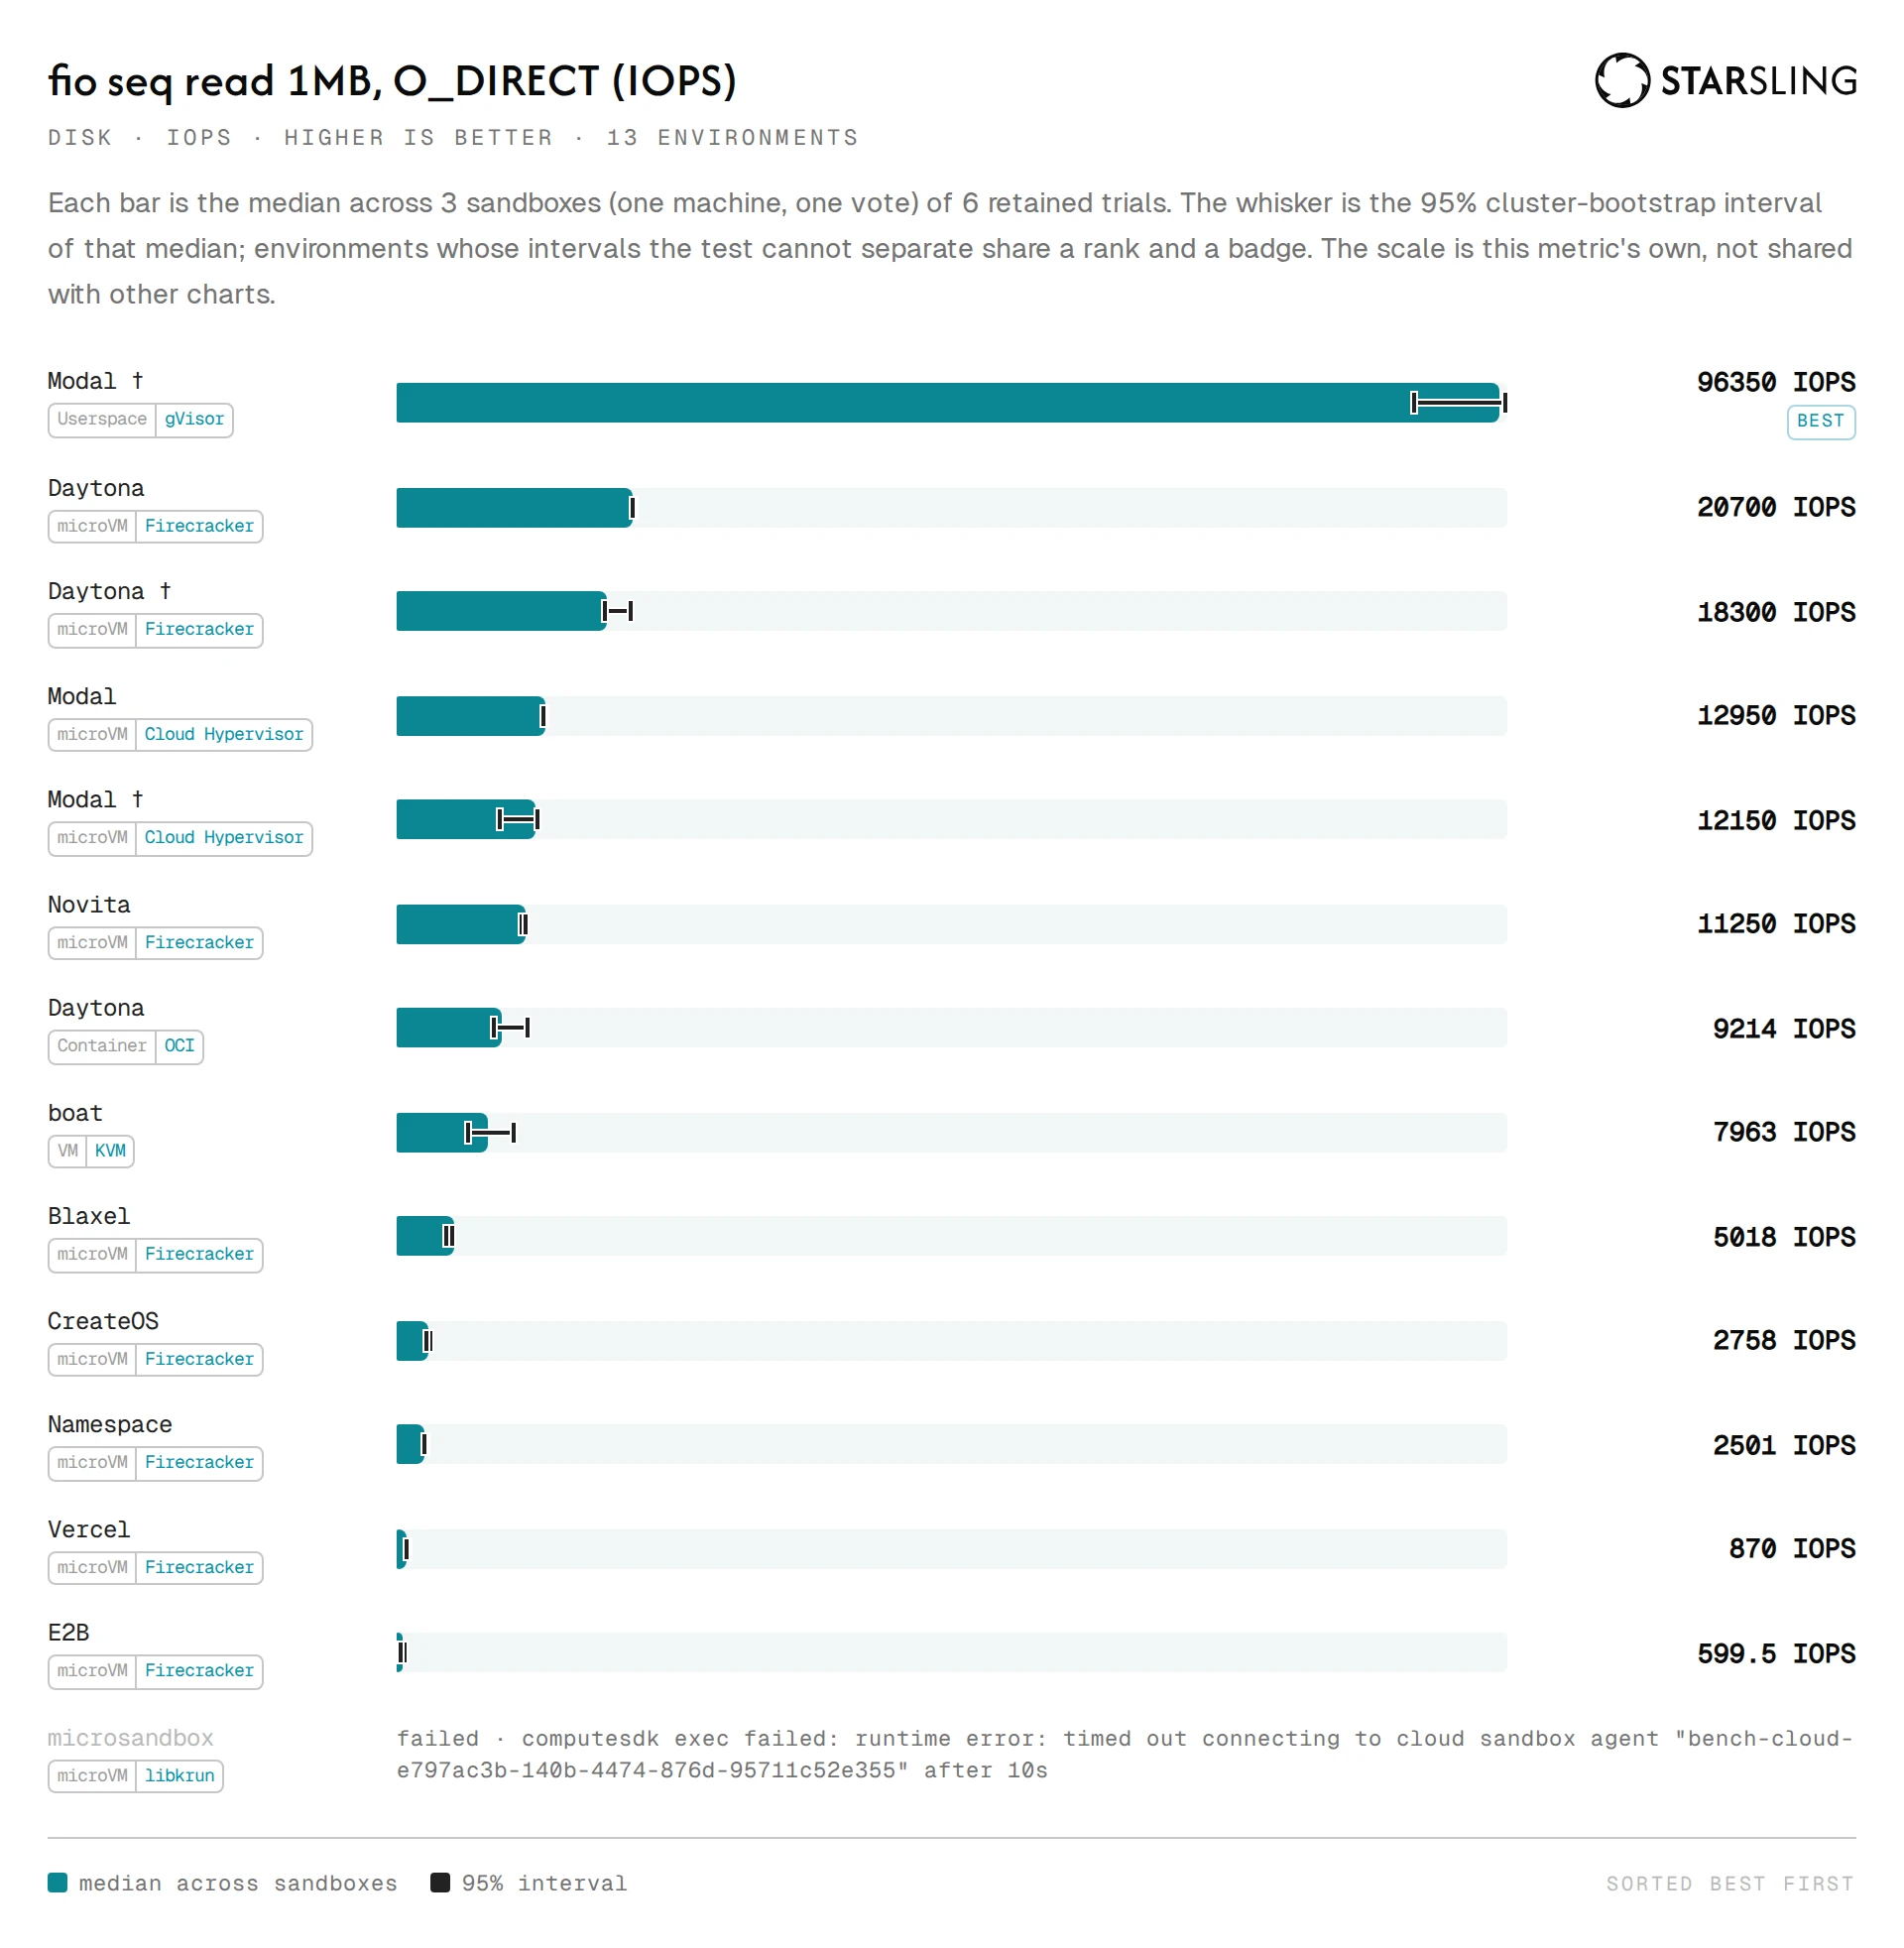 fio seq read 1MB, O_DIRECT (IOPS)
STARSLING
DISK · IOPS · HIGHER IS BETTER · 13 ENVIRONMENTS
Each bar is the median across 3 sandboxes (one machine, one vote) of 6 retained trials. The whisker is the 95% cluster-bootstrap interval
of that median; environments whose intervals the test cannot separate share a rank and a badge. The scale is this metric's own, not shared
with other charts.
Modal †
96350 IOPS
Userspace gVisor
BEST
Daytona
20700 IOPS
microVM Firecracker
Daytona †
18300 IOPS
microVM Firecracker
Modal
12950 IOPS
microVM Cloud Hypervisor
Modal †
12150 IOPS
microVM Cloud Hypervisor
Novita
11250 IOPS
microVM Firecracker
Daytona
9214 IOPS
Container OCI
boat
7963 IOPS
VM KVM
Blaxel
5018 IOPS
microVM Firecracker
CreateOS
2758 IOPS
microVM Firecracker
Namespace
2501 IOPS
microVM Firecracker
Vercel
870 IOPS
microVM Firecracker
E2B
599.5 IOPS
microVM Firecracker
microsandbox
microVM libkrun
failed · computesdk exec failed: runtime error: timed out connecting to cloud sandbox agent "bench-cloud-
e797ac3b-140b-4474-876d-95711c52e355" after 10s
median across sandboxes
95% interval
SORTED BEST FIRST